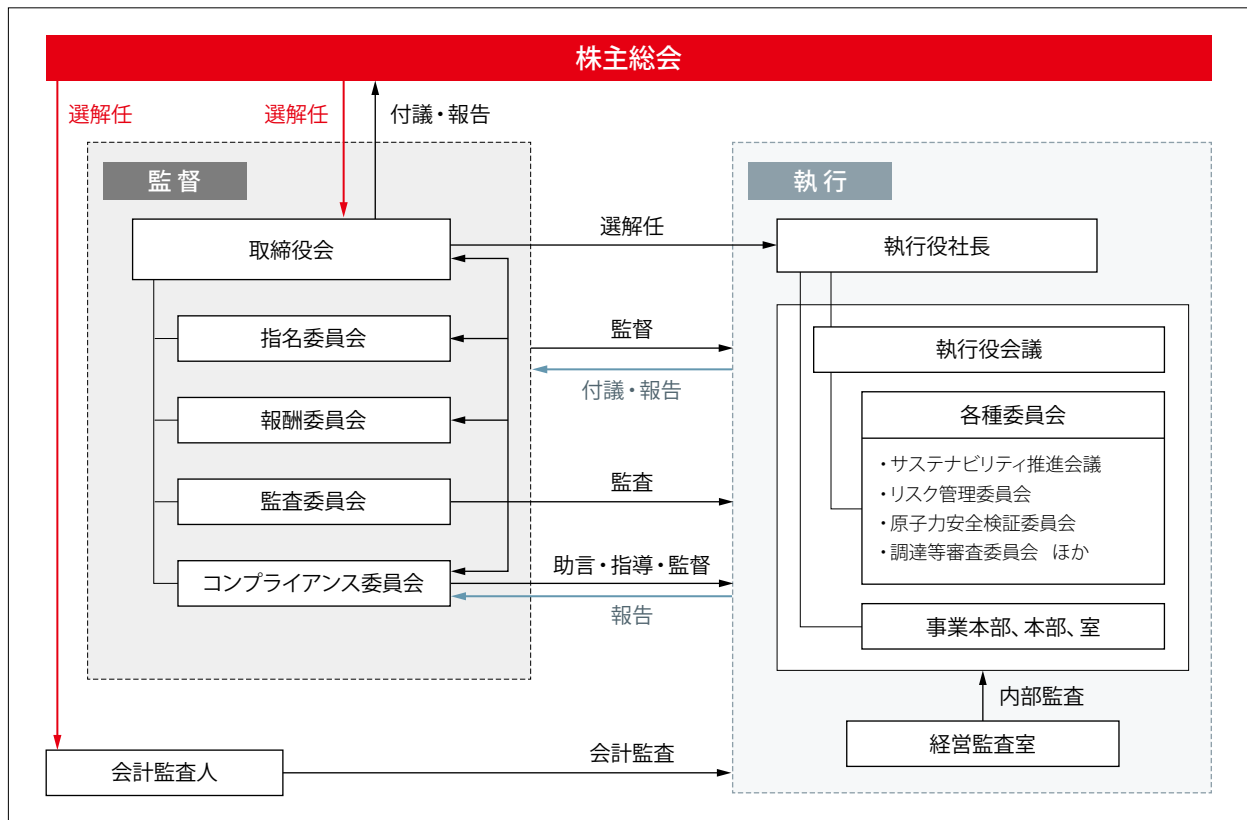 株主総会
選解任
選解任
付議・報告
監督
取締役会
指名委員会
報酬委員会
監査委員会
コンプライアンス委員会
選解任
監督
付議・報告
監査
助言・指導・監督
報告
執行
執行役社長
執行役会議
各種委員会
・サステナビリティ推進会議
・リスク管理委員会
・原子力安全検証委員会
・調達等審査委員会 ほか
事業本部、本部、室
内部監査
経営監査室
会計監査人
会計監査